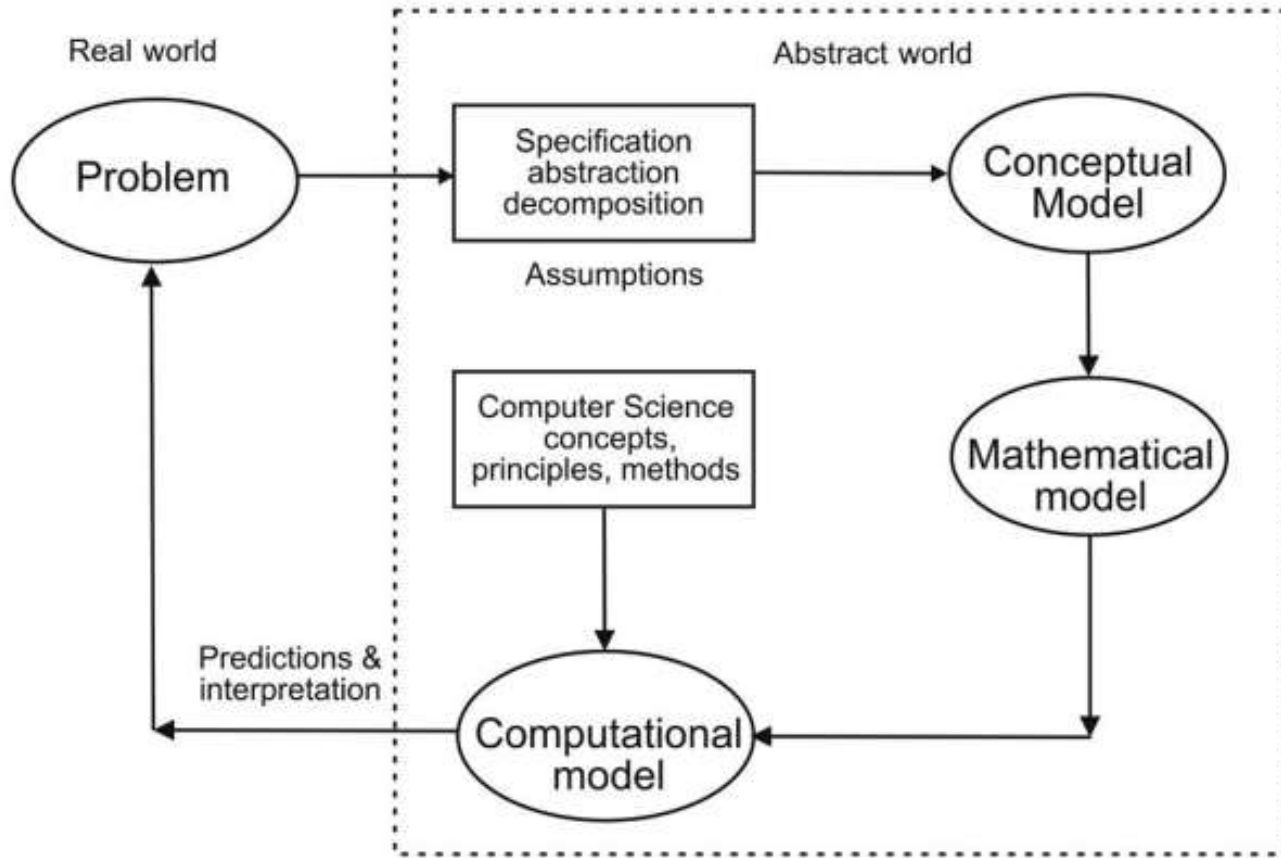 Real world
Abstract world
Problem
Specification
abstraction
decomposition
Conceptual
Model
Assumptions
Computer Science
concepts,
principles, methods
Mathematical
model
Predictions &
interpretation
Computational
model